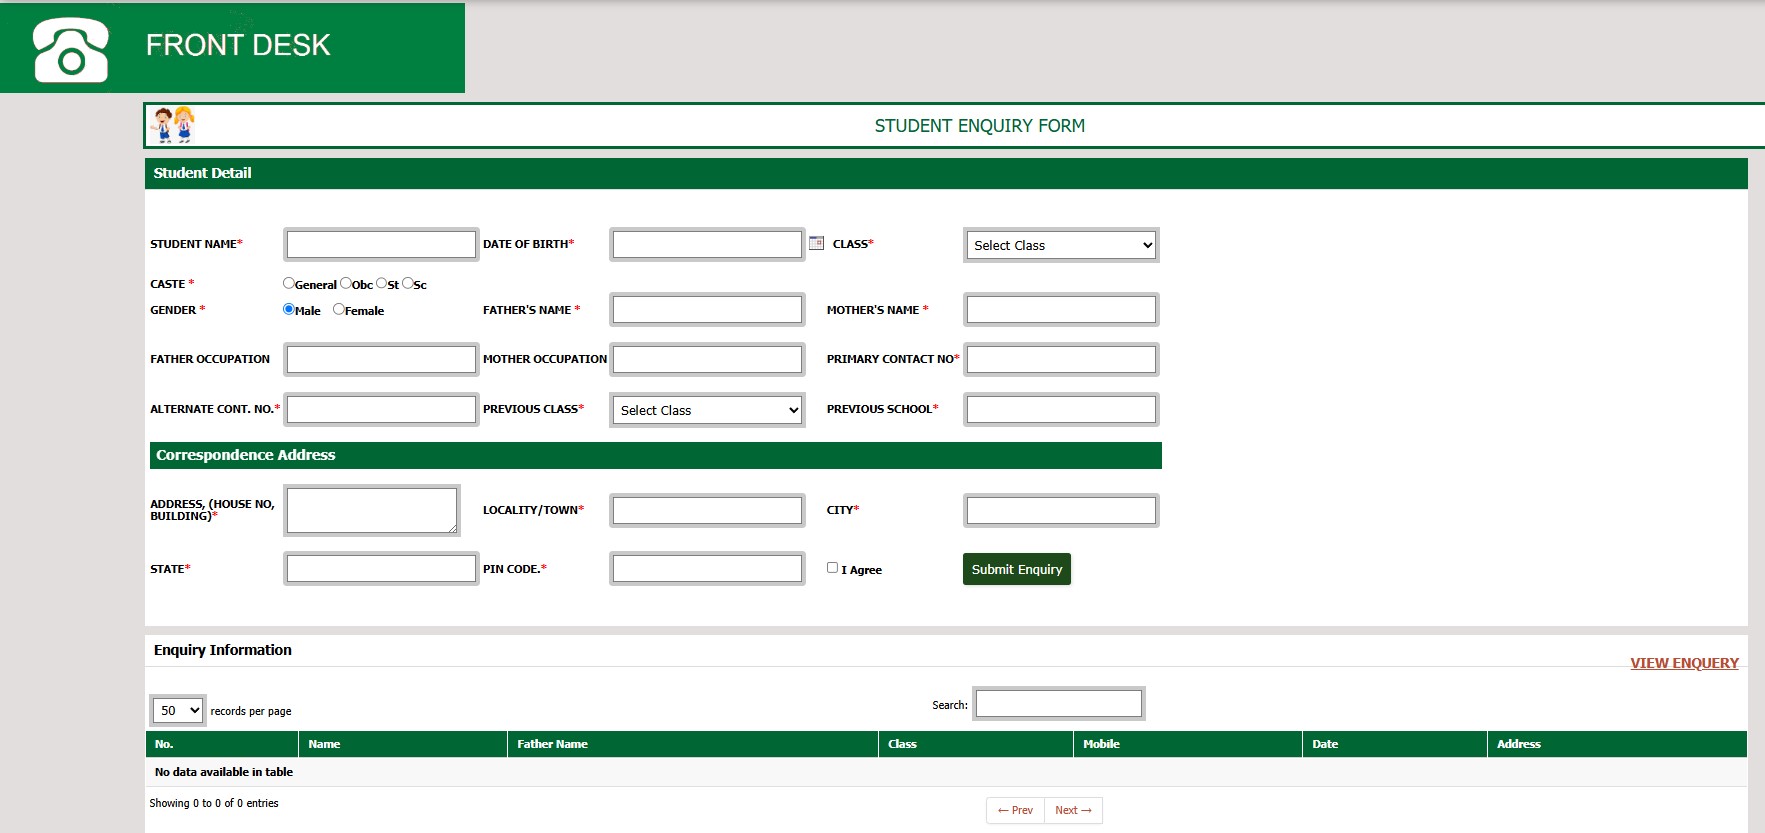 FRONT DESK
STUDENT ENQUIRY FORM
Student Detail
STUDENT NAME* DATE OF BIRTH* CLASS* Select Class
CASTE * General Obc St Sc
GENDER * Male Female FATHER'S NAME * MOTHER'S NAME *
FATHER OCCUPATION MOTHER OCCUPATION PRIMARY CONTACT NO*
ALTERNATE CONT. NO.* PREVIOUS CLASS* Select Class PREVIOUS SCHOOL*
Correspondence Address
ADDRESS, (HOUSE NO,
BUILDING)* LOCALITY/TOWN* CITY*
STATE* PIN CODE.* I Agree Submit Enquiry
Enquiry Information
VIEW ENQUERY
50 records per page Search:
No. Name Father Name Class Mobile Date Address
No data available in table
Showing 0 to 0 of 0 entries
← Prev Next →